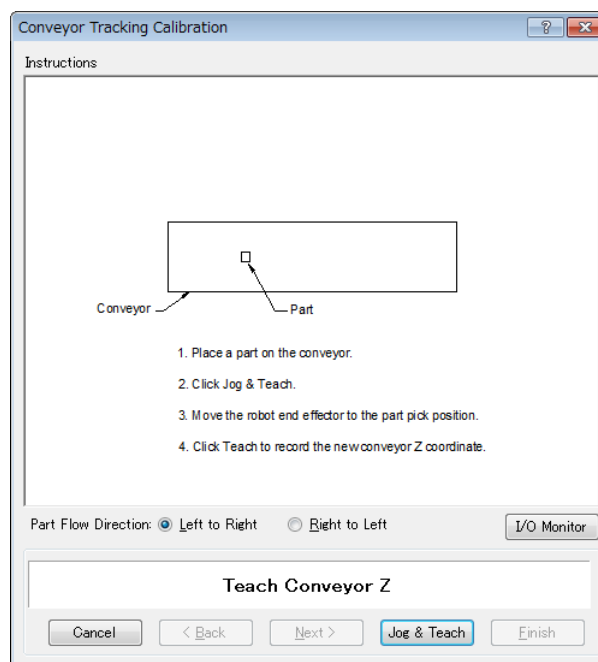 Conveyor Tracking Calibration
Instructions
Conveyor
Part
1. Place a part on the conveyor.
2. Click Jog & Teach.
3. Move the robot end effector to the part pick position.
4. Click Teach to record the new conveyor Z coordinate.
Part Flow Direction: Left to Right Right to Left I/O Monitor
Teach Conveyor Z
Cancel < Back Next > Jog & Teach Finish